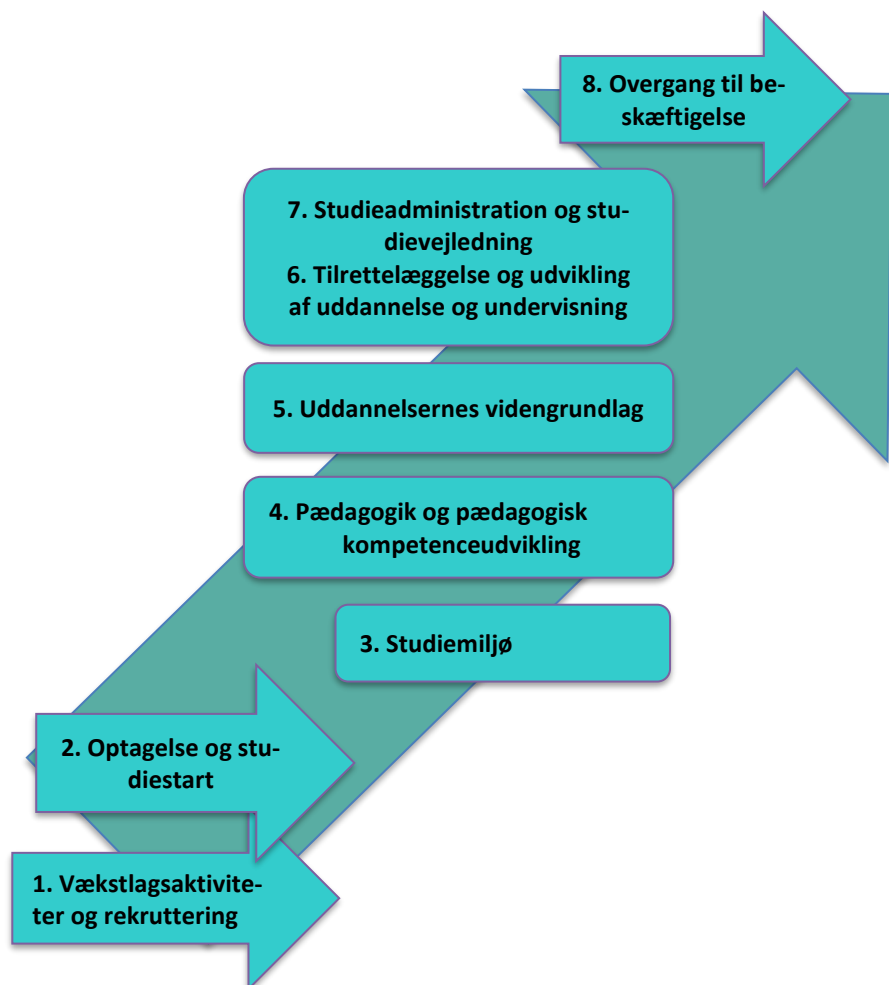 8. Overgang til be-
skæftigelse
7. Studieadministration og stu-
dievejledning
6. Tilrettelæggelse og udvikling
af uddannelse og undervisning
5. Uddannelsernes videngrundlag
4. Pædagogik og pædagogisk
kompetenceudvikling
3. Studiemiljø
2. Optagelse og stu-
diestart
1. Vækstlagsaktivite-
ter og rekruttering